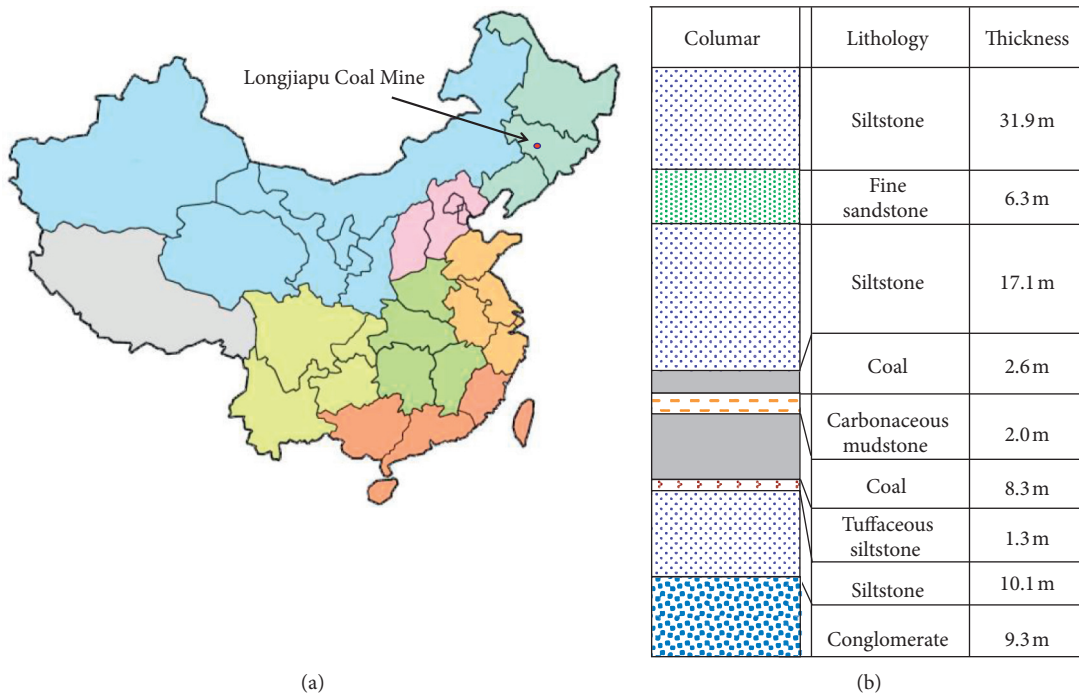 Longjiapu Coal Mine
(a)
Columar Lithology Thickness
Siltstone 31.9 m
Fine
sandstone 6.3 m
Siltstone 17.1 m
Coal 2.6 m
Carbonaceous
mudstone 2.0 m
Coal 8.3 m
Tuffaceous
siltstone 1.3 m
Siltstone 10.1 m
Conglomerate 9.3 m
(b)